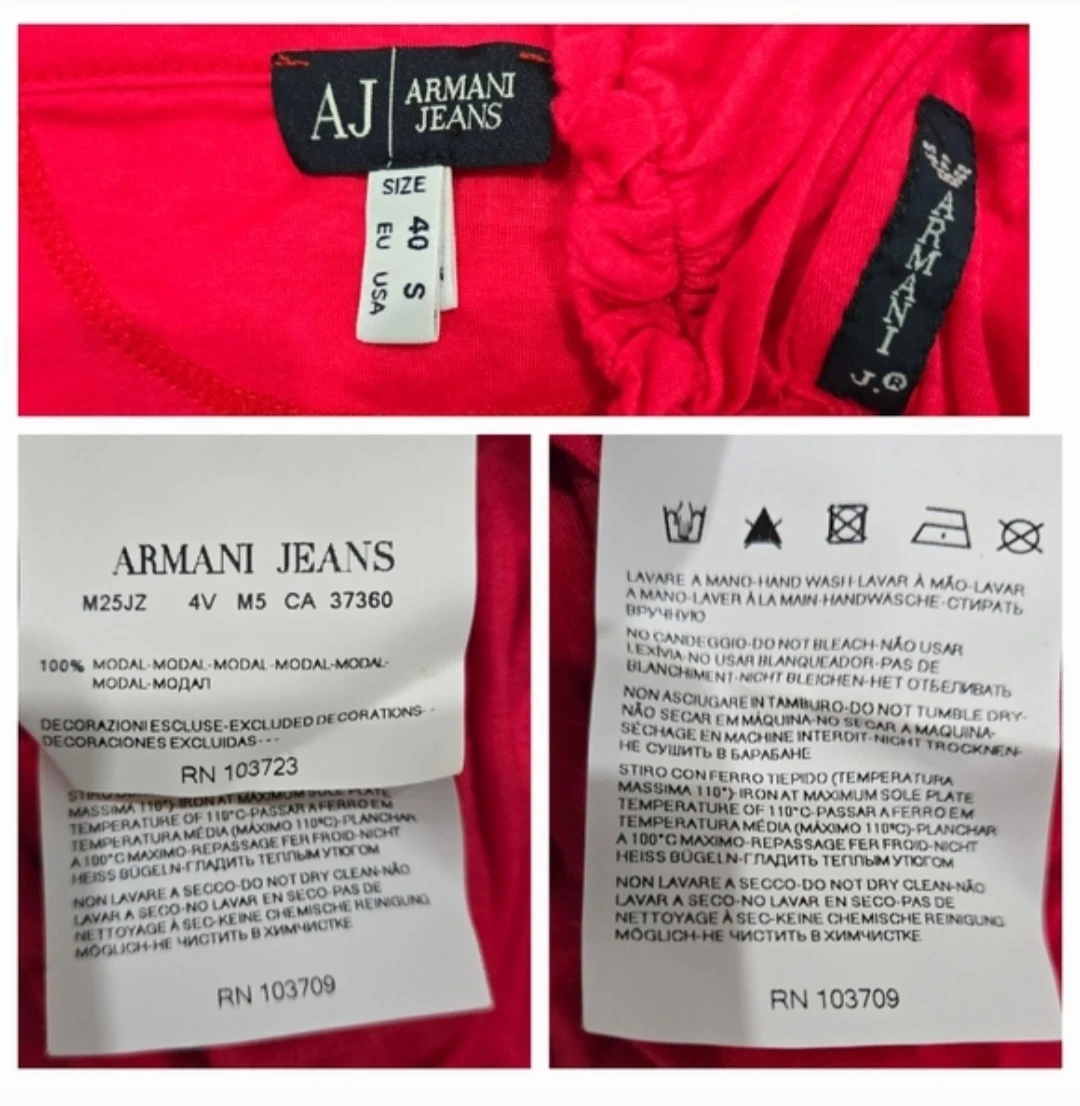 AJ
ARMANI
JEANS
SIZE
40 S
EU USA
ARMANI
J.®
ARMANI JEANS
M25JZ 4V M5 CA 37360
100% MODAL-MODAL-MODAL-MODAL-MODAL-
MODAL-МОДАЛ
DECORAZIONI ESCLUSE-EXCLUDED DECORATIONS--
DECORACIONES EXCLUIDAS---
RN 103723
MASSIMA 110°)-IRON AT MAXIMUM SOLE PLATE
TEMPERATURE OF 110°C-PASSAR A FERRO EM
TEMPERATURA MÉDIA (MÁXIMO 110ºC)-PLANCHAR
A 100°C MAXIMO-REPASSAGE FER FROID-NICHT
HEISS BÜGELN-ГЛАДИТЬ ТЕПЛЫМ УТЮГОМ
NON LAVARE A SECCO-DO NOT DRY CLEAN-NÃO
LAVAR A SECO-NO LAVAR EN SECO-PAS DE
NETTOYAGE À SEC-KEINE CHEMISCHE REINIGUNG
MÖGLICH-НЕ ЧИСТИТЬ В ХИМЧИСТКЕ
RN 103709
LAVARE A MANO-HAND WASH-LAVAR À MÃO-LAVAR
A MANO-LAVER À LA MAIN-HANDWÄSCHE-СТИРАТЬ
ВРУЧНУЮ
NO CANDEGGIO-DO NOT BLEACH-NÃO USAR
LEXÍVIA-NO USAR BLANQUEADOR-PAS DE
BLANCHIMENT-NICHT BLEICHEN-НЕТ ОТБЕЛИВАТЬ
NON ASCIUGARE IN TAMBURO-DO NOT TUMBLE DRY-
NÃO SECAR EM MÁQUINA-NO SECAR A MAQUINA-
SÉCHAGE EN MACHINE INTERDIT-NICHT TROCKNEN-
НЕ СУШИТЬ В БАРАБАНЕ
STIRO CON FERRO TIEPIDO (TEMPERATURA
MASSIMA 110°)-IRON AT MAXIMUM SOLE PLATE
TEMPERATURE OF 110°C-PASSAR A FERRO EM
TEMPERATURA MÉDIA (MÁXIMO 110ºC)-PLANCHAR
A 100°C MAXIMO-REPASSAGE FER FROID-NICHT
HEISS BÜGELN-ГЛАДИТЬ ТЕПЛЫМ УТЮГОМ
NON LAVARE A SECCO-DO NOT DRY CLEAN-NÃO
LAVAR A SECO-NO LAVAR EN SECO-PAS DE
NETTOYAGE À SEC-KEINE CHEMISCHE REINIGUNG
MÖGLICH-НЕ ЧИСТИТЬ В ХИМЧИСТКЕ
RN 103709